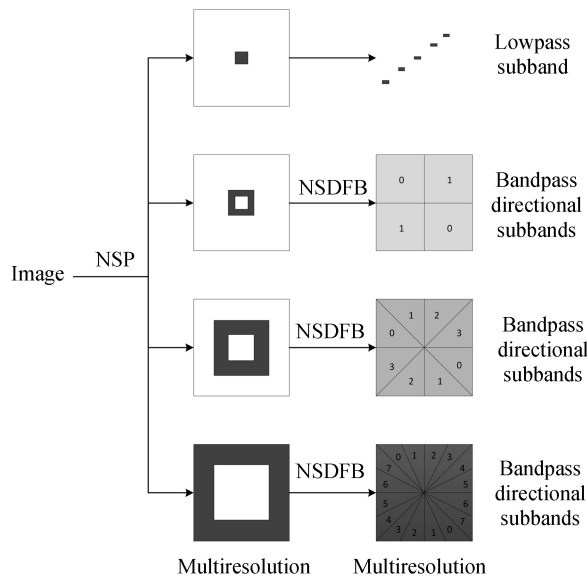 Lowpass
subband
NSDFB
0 1
1 0
Bandpass
directional
subbands
Image
NSP
NSDFB
1 2
0 3
3 0
2 1
Bandpass
directional
subbands
NSDFB
0 1 2 3
7 4
6 5
5 6
4 7
3 2 1 0
Bandpass
directional
subbands
Multiresolution Multiresolution